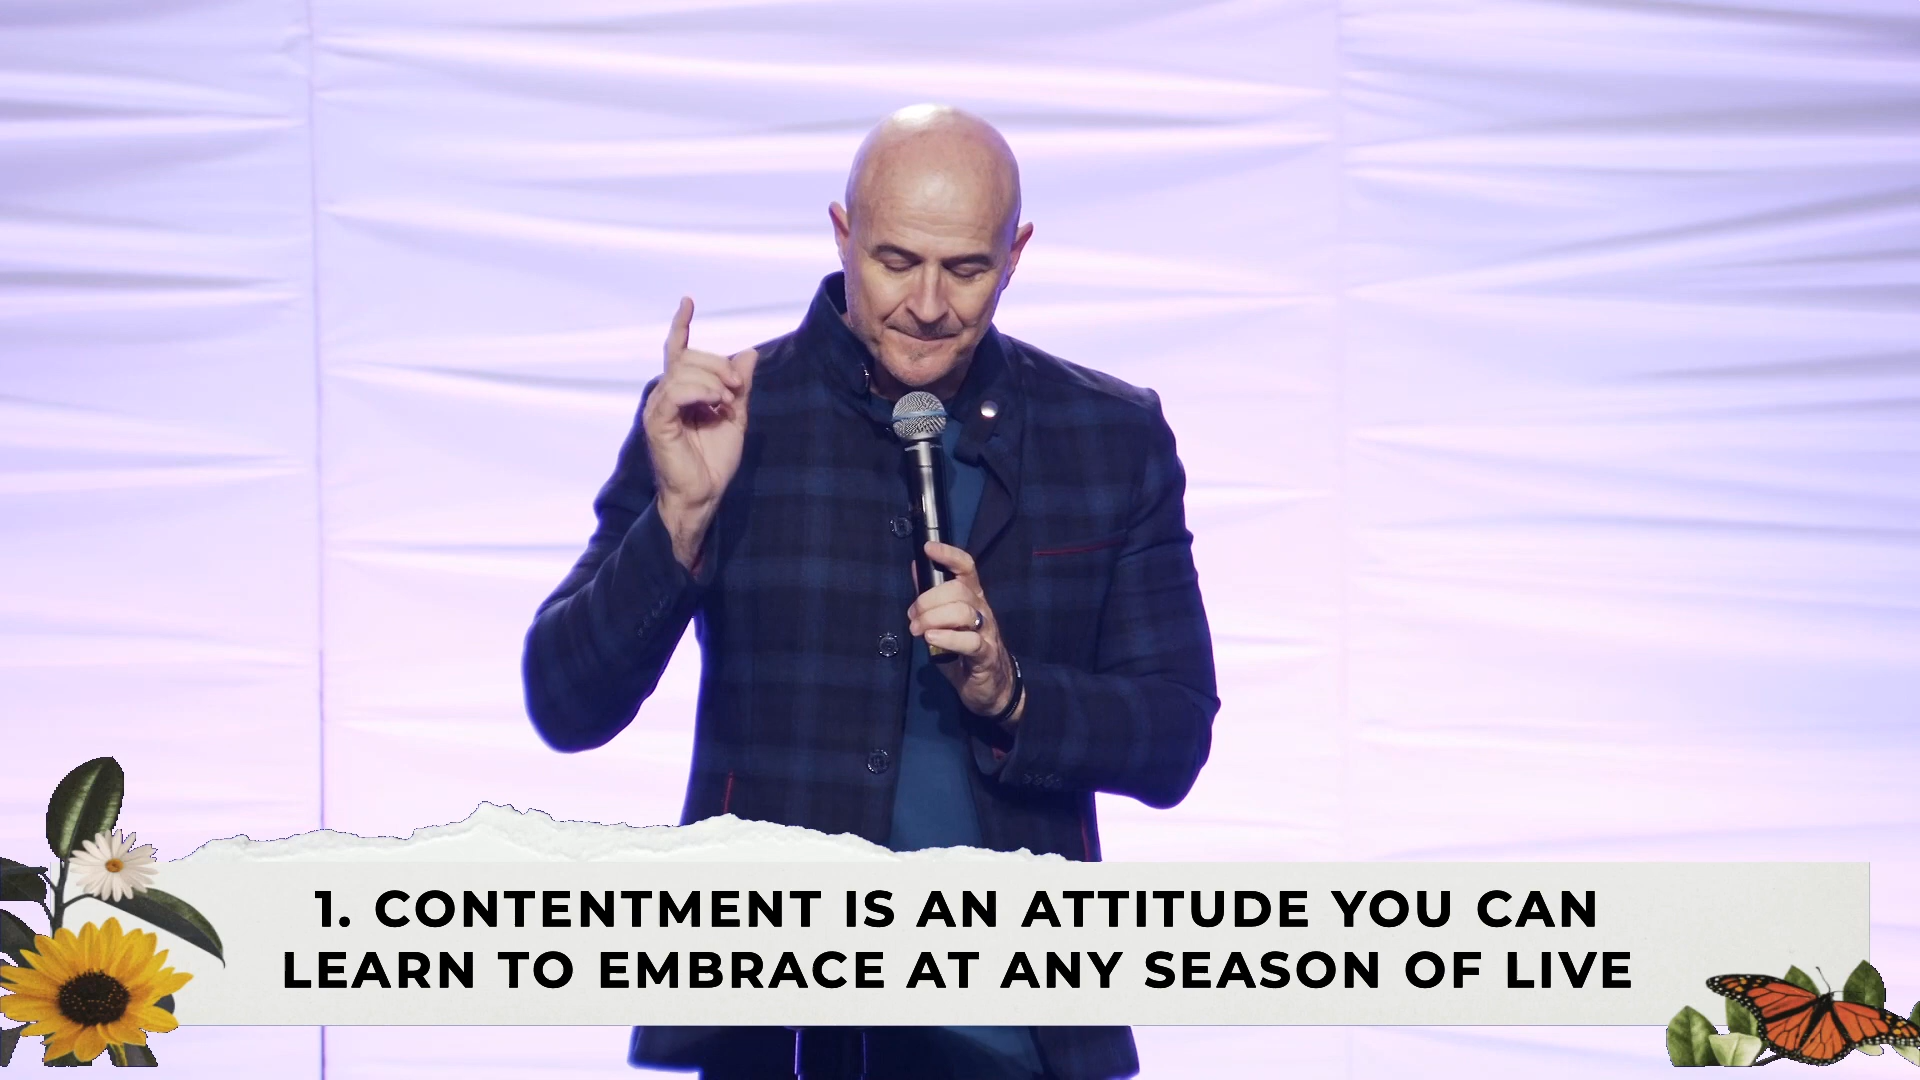 1. CONTENTMENT IS AN ATTITUDE YOU CAN
LEARN TO EMBRACE AT ANY SEASON OF LIVE